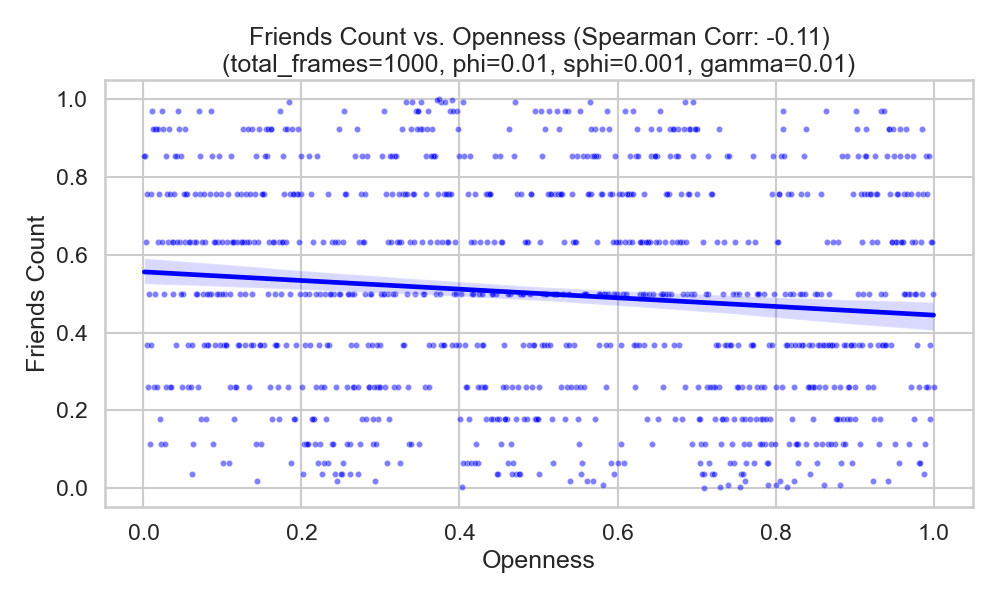 Friends Count vs. Openness (Spearman Corr: -0.11)
(total_frames=1000, phi=0.01, sphi=0.001, gamma=0.01)
1.0
0.8
0.6
0.4
0.2
0.0
Friends Count
0.0 0.2 0.4 0.6 0.8 1.0
Openness